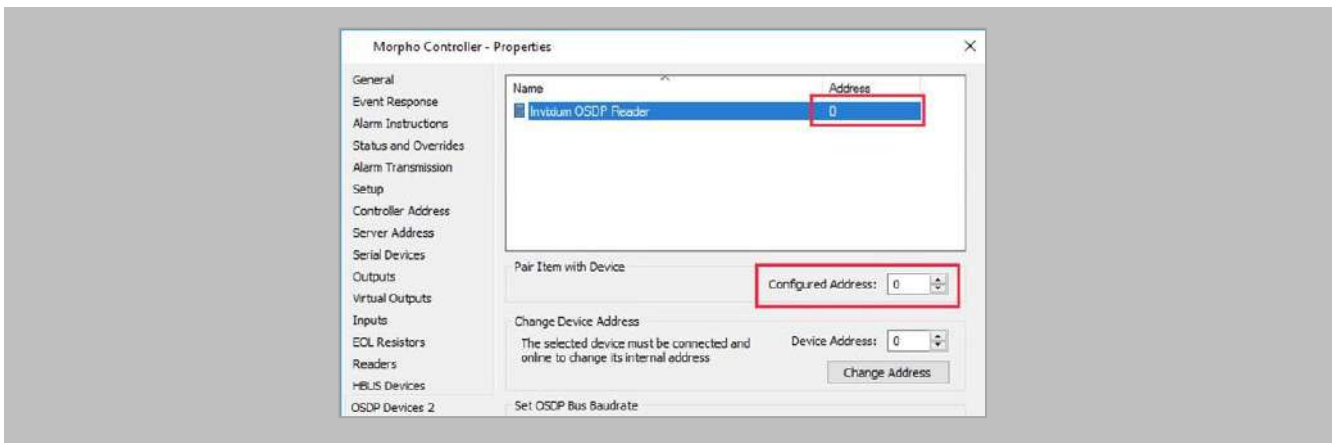 Morpho Controller - Properties
General
Event Response
Alarm Instructions
Status and Overrides
Alarm Transmission
Setup
Controller Address
Server Address
Serial Devices
Outputs
Virtual Outputs
Inputs
EOL Resistors
Readers
HBUS Devices
OSDP Devices 2
Name Address
Invixium OSDP Reader 0
Pair Item with Device
Configured Address: 0
Change Device Address
The selected device must be connected and
online to change its internal address
Device Address: 0
Change Address
Set OSDP Bus Baudrate